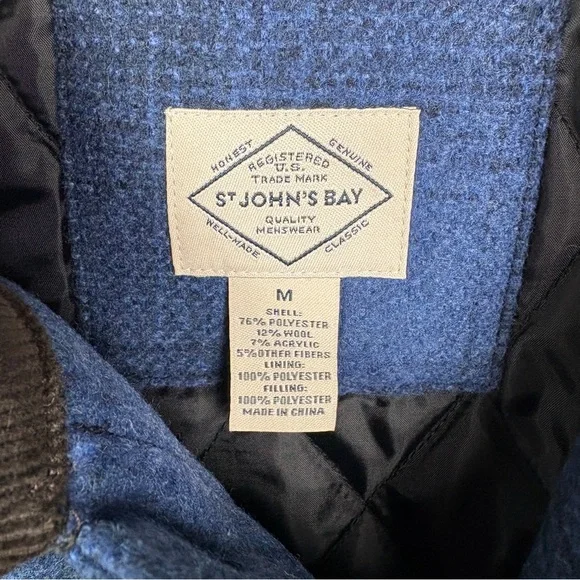 HONEST
GENUINE
REGISTERED
U.S.
TRADE MARK
ST JOHN'S BAY
QUALITY
MENSWEAR
WELL-MADE
CLASSIC
M
SHELL:
76% POLYESTER
12% WOOL
7% ACRYLIC
5% OTHER FIBERS
LINING:
100% POLYESTER
FILLING:
100% POLYESTER
MADE IN CHINA